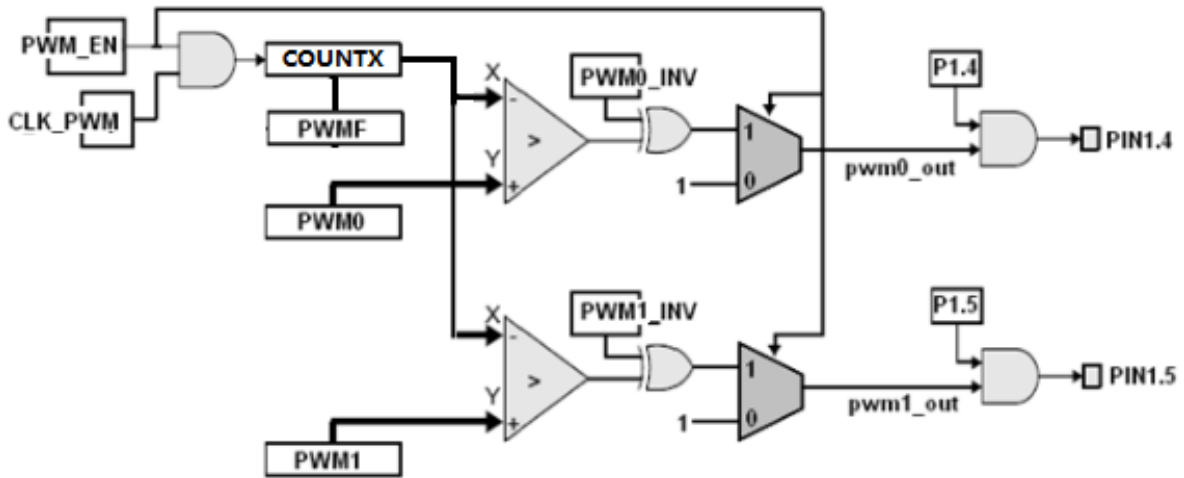 PWM_EN
COUNTX
CLK_PWM
PWMF
X
-
>
Y
+
PWM0
PWM0_INV
1
1
0
pwm0_out
P1.4
PIN1.4
X
-
>
Y
+
PWM1
PWM1_INV
1
1
0
pwm1_out
P1.5
PIN1.5